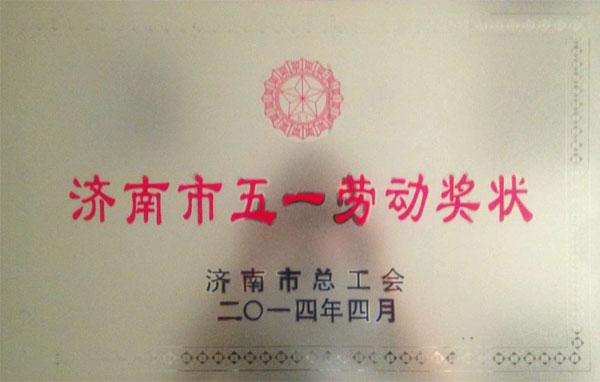 济南市五一劳动奖状
济南市总工会
二〇一四年四月